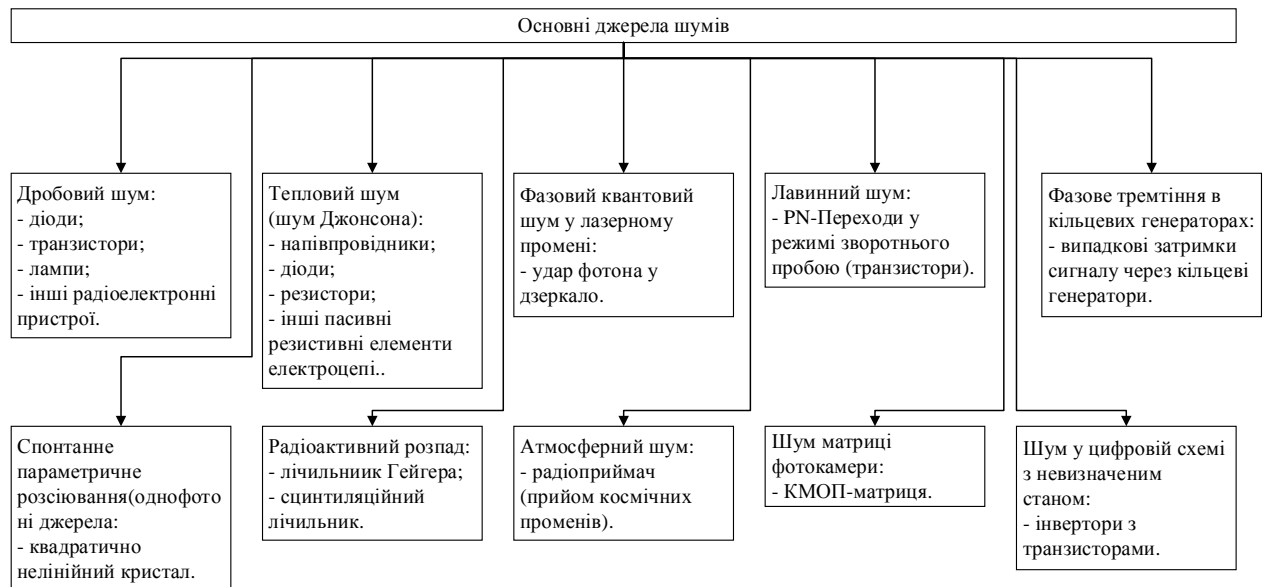 Основні джерела шумів
Дробовий шум:
- діоди;
- транзистори;
- лампи;
- інші радіоелектронні
пристрої.
Тепловий шум
(шум Джонсона):
- напівпровідники;
- діоди;
- резистори;
- інші пасивні
резистивні елементи
електроцепі..
Фазовий квантовий
шум у лазерному
промені:
- удар фотона у
дзеркало.
Лавинний шум:
- PN-Переходи у
режимі зворотнього
пробою (транзистори).
Фазове тремтіння в
кільцевих генераторах:
- випадкові затримки
сигналу через кільцеві
генератори.
Спонтанне
параметричне
розсіювання(однофото
ні джерела:
- квадратично
нелінійний кристал.
Радіоактивний розпад:
- лічильник Гейгера;
- сцинтиляційний
лічильник.
Атмосферний шум:
- радіоприймач
(прийом космічних
променів).
Шум матриці
фотокамери:
- КМОП-матриця.
Шум у цифровій схемі
з невизначеним
станом:
- інвертори з
транзисторами.